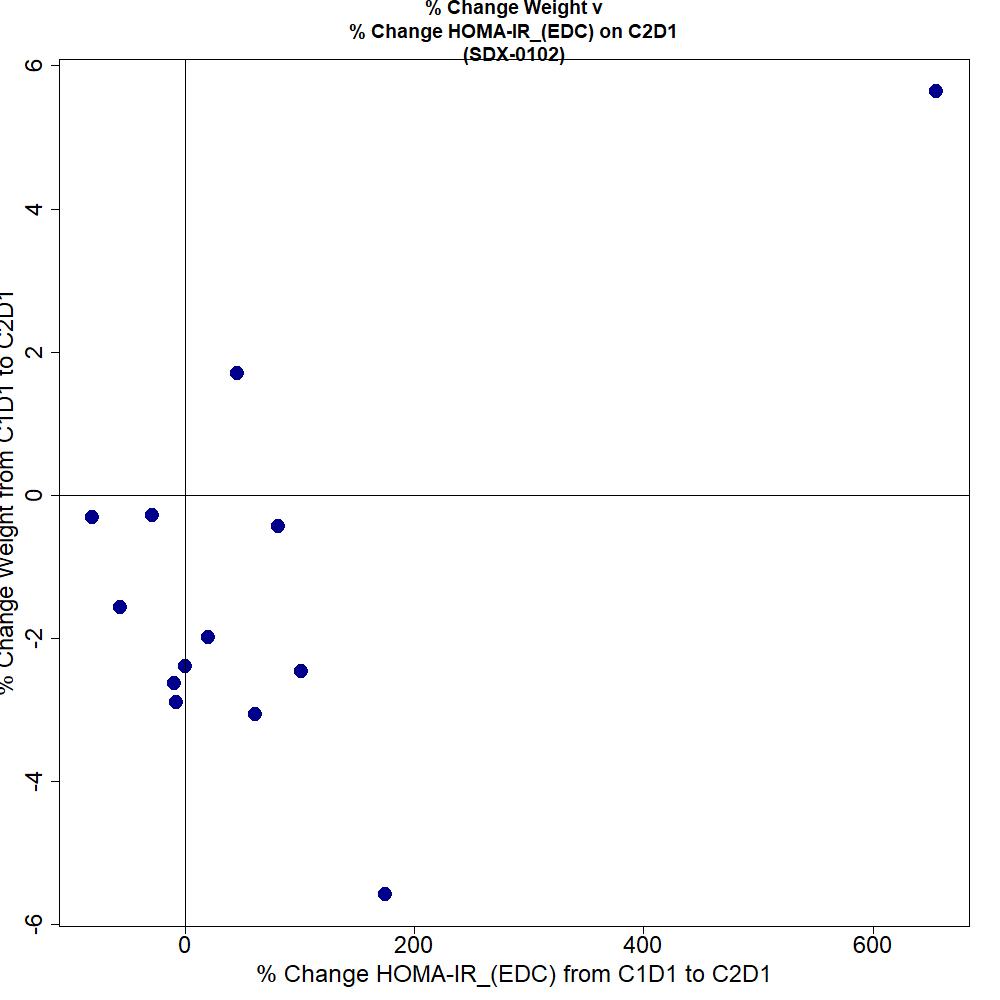 % Change Weight v
% Change HOMA-IR_(EDC) on C2D1
(SDX-0102)
6
4
2
0
-2
-4
-6
% Change Weight from C1D1 to C2D1
0
200
400
600
% Change HOMA-IR_(EDC) from C1D1 to C2D1